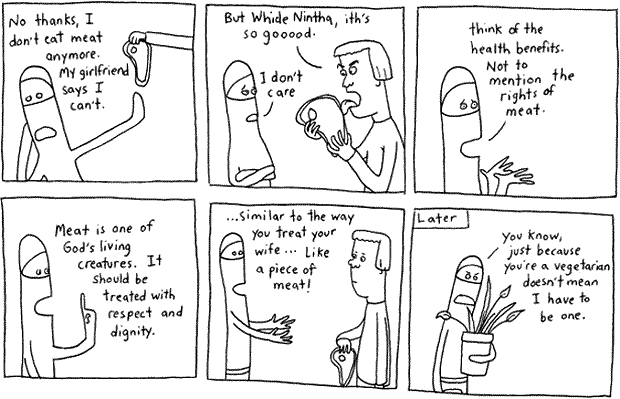 No thanks, I
don't eat meat
anymore.
My girlfriend
says I
can't.
But Whide Nintha, ith's
so gooood.
I don't
care
think of the
health benefits.
Not to
mention the
rights of
meat.
Meat is one of
God's living
creatures. It
should be
treated with
respect and
dignity.
...similar to the way
you treat your
wife... Like
a piece of
meat!
Later
You know,
just because
you're a vegetarian
doesn't mean
I have to
be one.